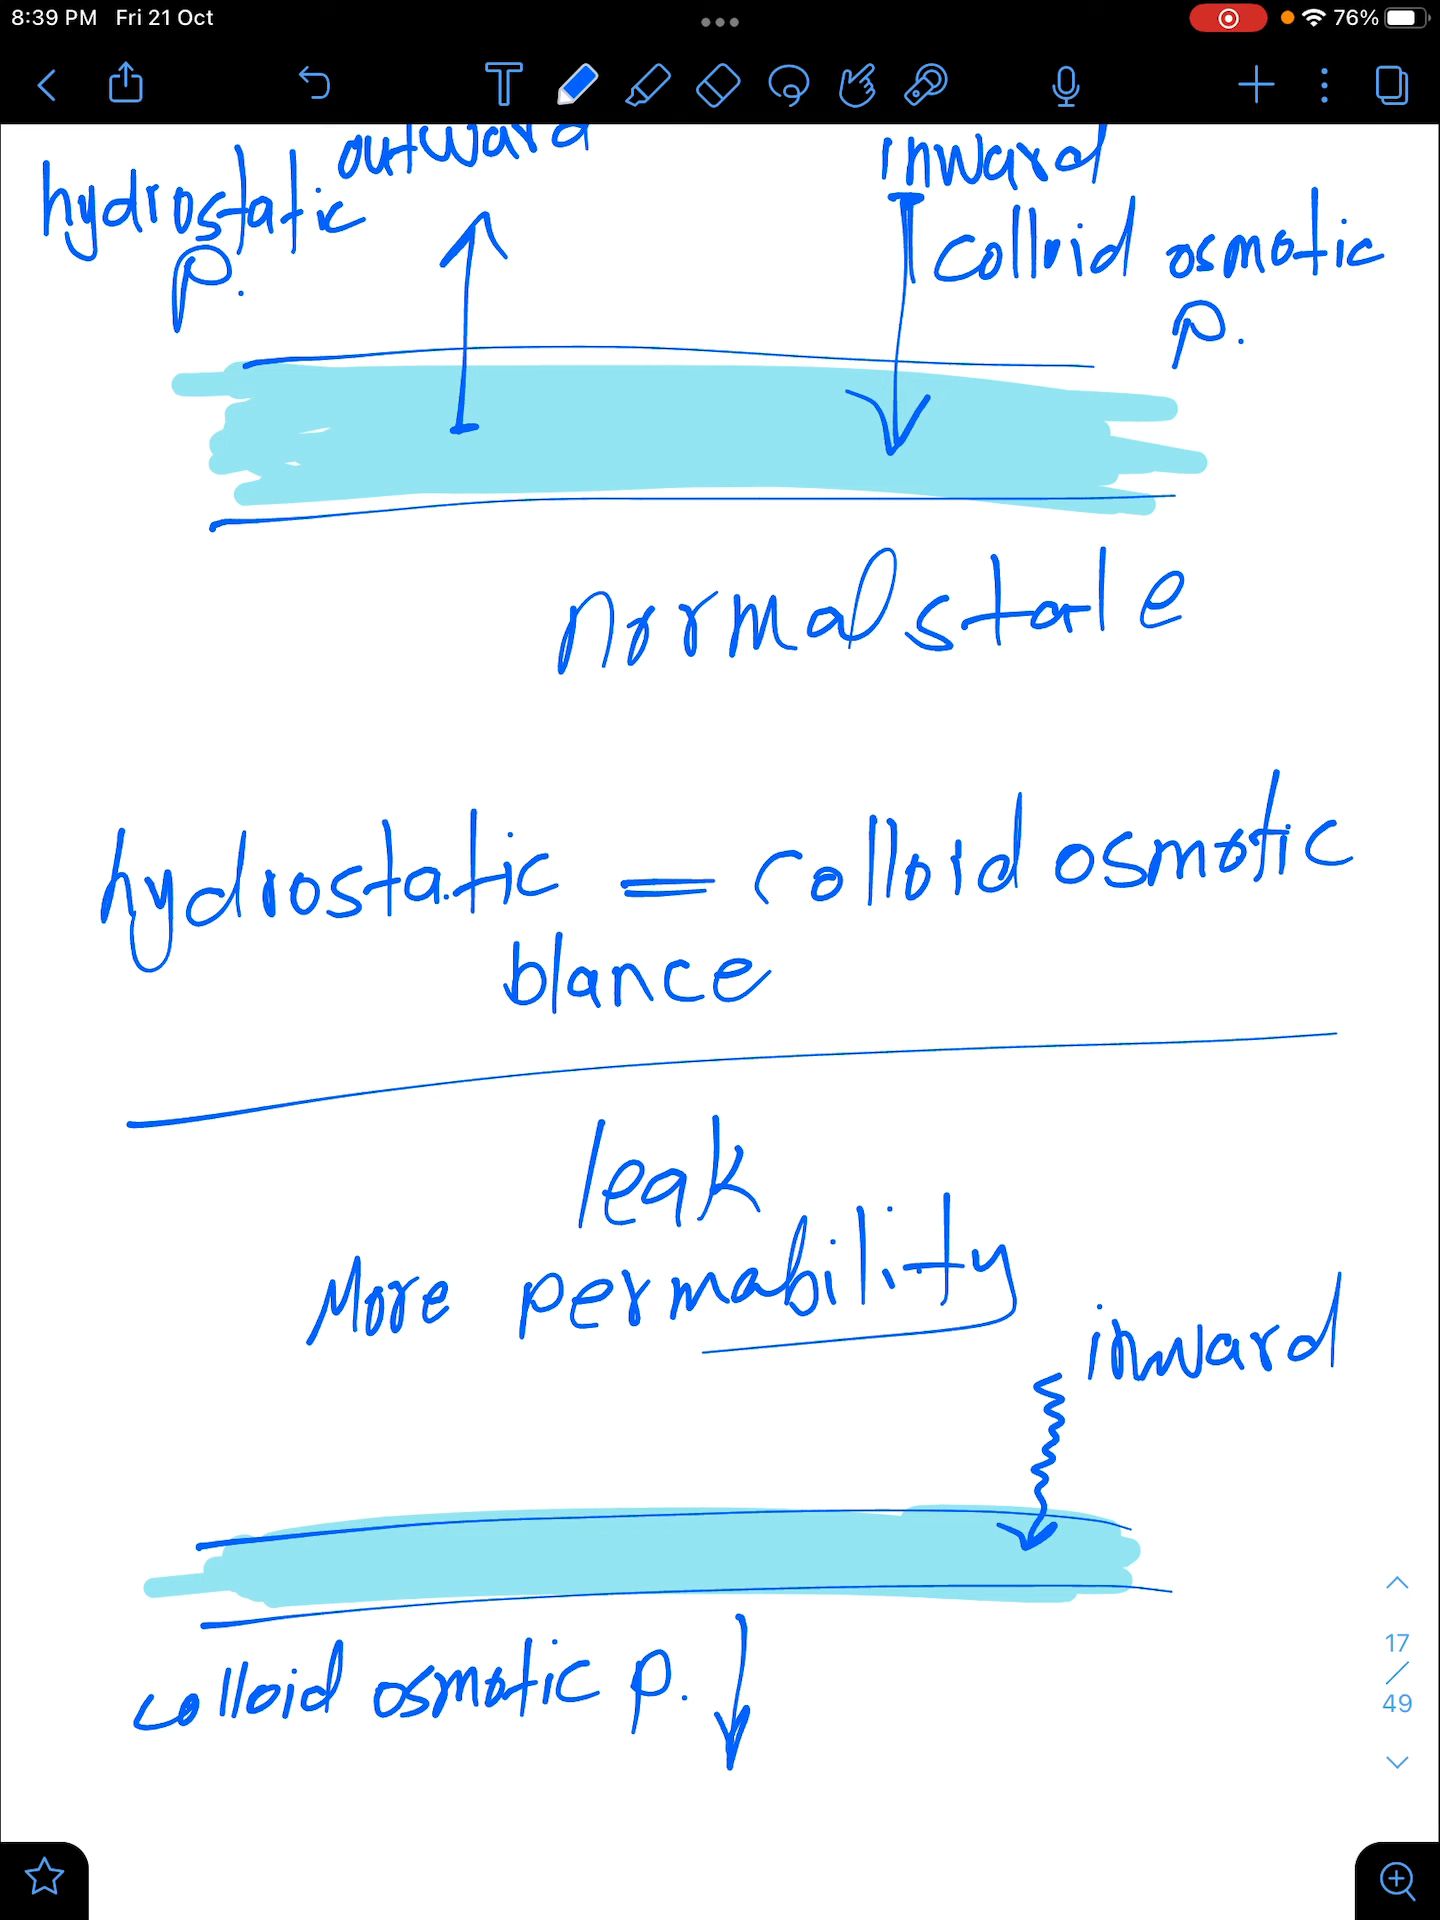 8:39 PM Fri 21 Oct
76%
outward
inward
hydrostatic
p.
colloid osmotic
p.
normal state
hydrostatic = colloid osmotic
blance
leak
More permability
inward
colloid osmotic p.
17
/
49